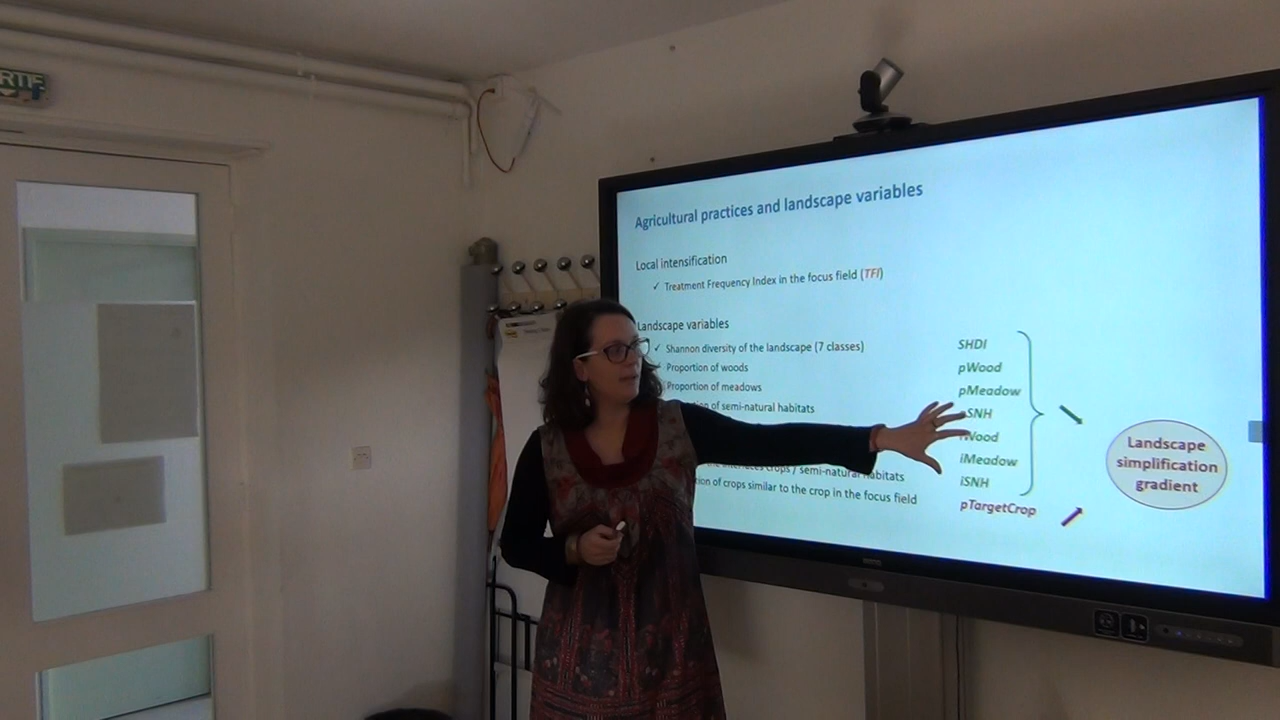 RTIE
Agricultural practices and landscape variables
Local intensification
✓ Treatment Frequency Index in the focus field (TFI)
Landscape variables
✓ Shannon diversity of the landscape (7 classes) SHDI
Proportion of woods pWood
Proportion of meadows pMeadow
of semi-natural habitats SNH
Wood
iMeadow
crops / semi-natural habitats iSNH
of crops similar to the crop in the focus field pTargetCrop
Landscape
simplification
gradient